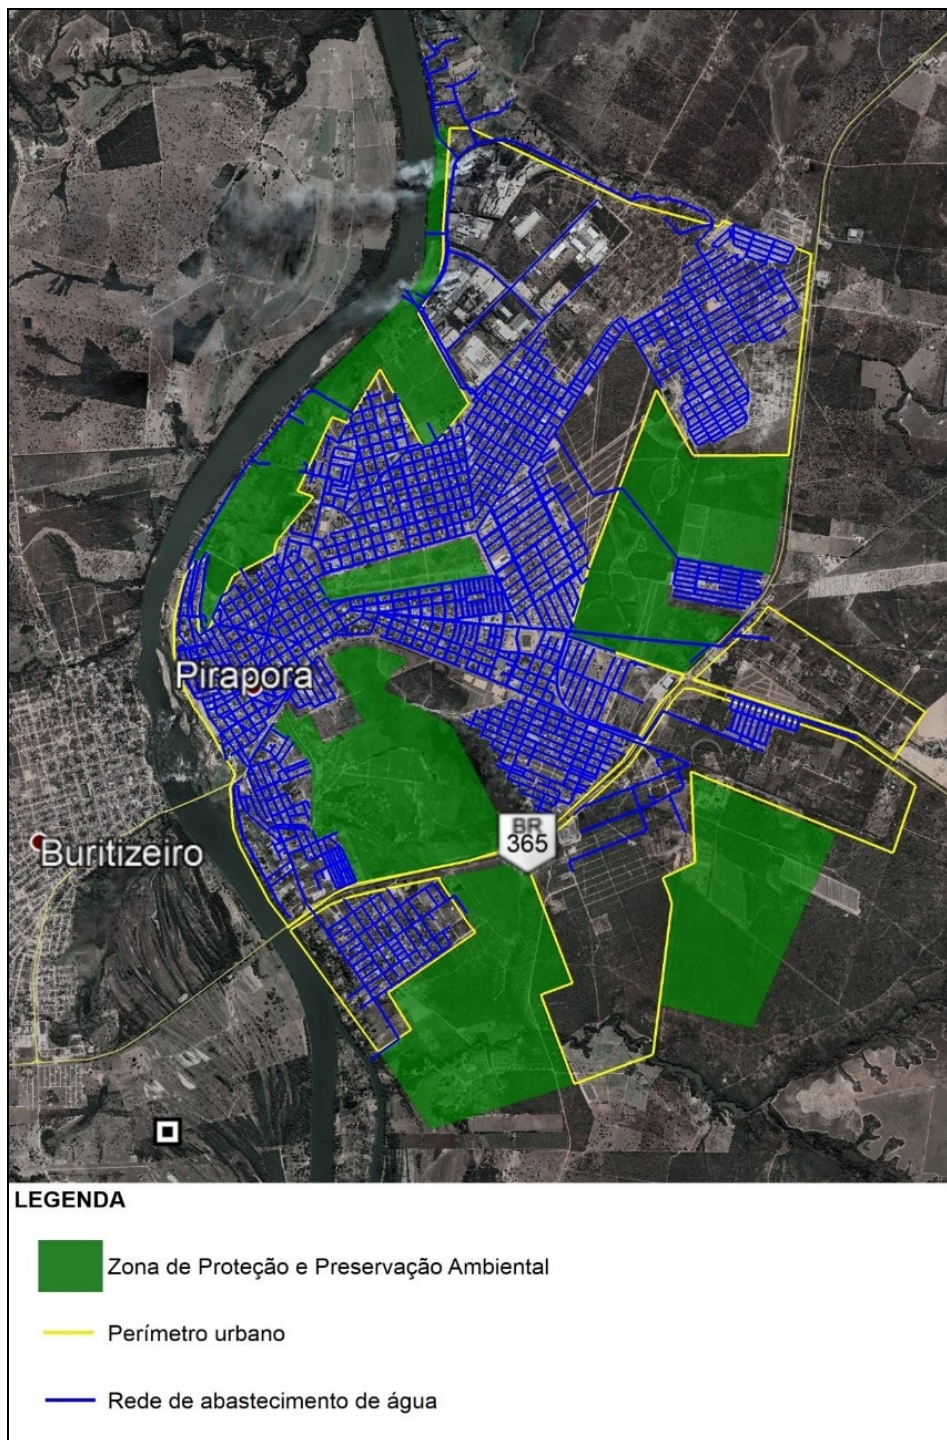 Pirapora
BR
365
Buritizeiro
LEGENDA
Zona de Proteção e Preservação Ambiental
Perímetro urbano
Rede de abastecimento de água